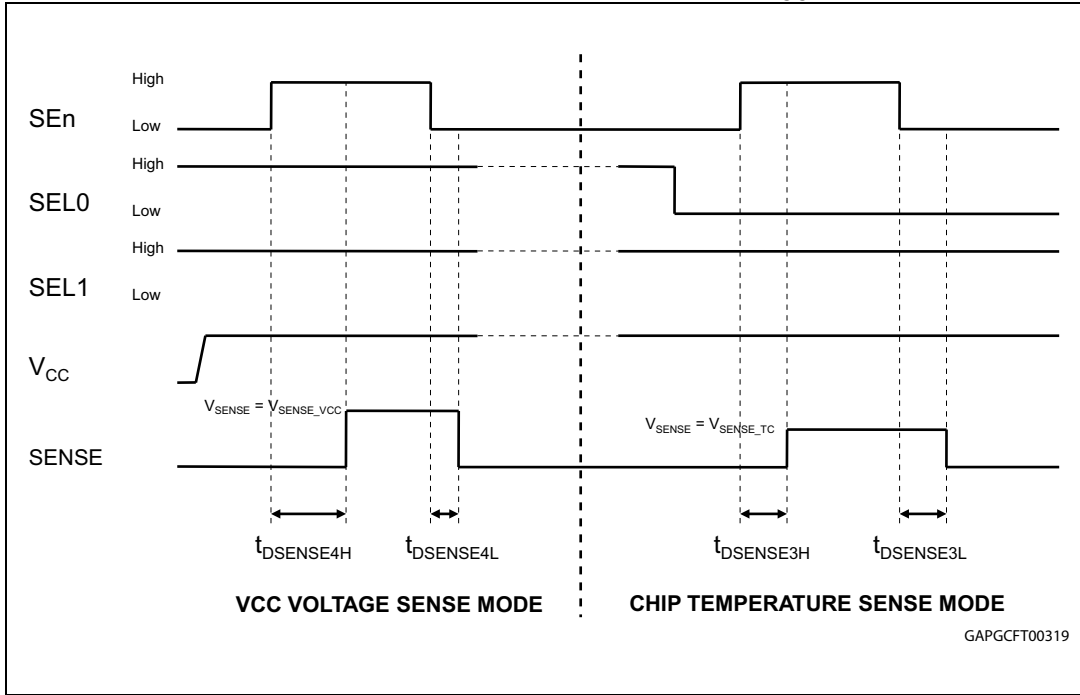 High
SEn
Low
High
SEL0
Low
High
SEL1
Low
VCC
VSENSE = VSENSE_VCC
VSENSE = VSENSE_TC
SENSE
tDSENSE4H
tDSENSE4L
tDSENSE3H
tDSENSE3L
VCC VOLTAGE SENSE MODE
CHIP TEMPERATURE SENSE MODE
GAPGCFT00319